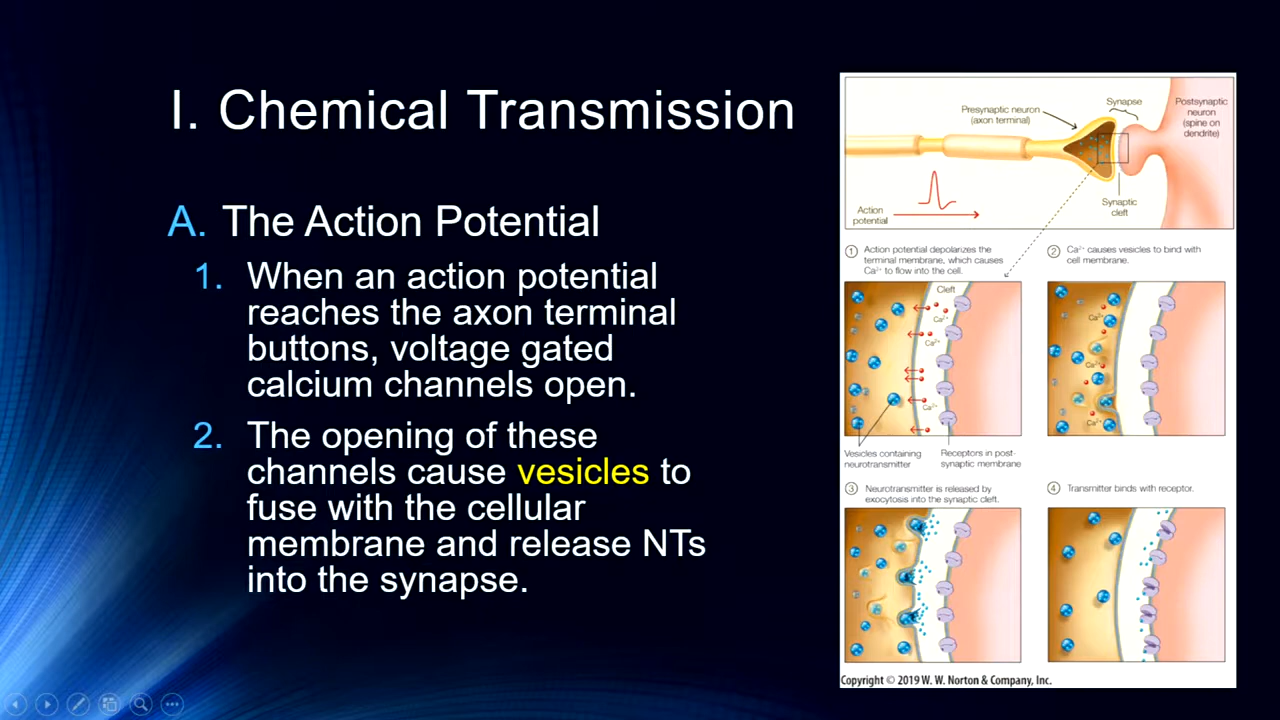 I. Chemical Transmission
A. The Action Potential
1. When an action potential
reaches the axon terminal
buttons, voltage gated
calcium channels open.
2. The opening of these
channels cause vesicles to
fuse with the cellular
membrane and release NTs
into the synapse.
Presynaptic neuron
(axon terminal)
Synapse
Postsynaptic
neuron
(spine on
dendrite)
Action
potential
Synaptic
cleft
1 Action potential depolarizes the
terminal membrane, which causes
Ca²⁺ to flow into the cell.
2 Ca²⁺ causes vesicles to bind with
cell membrane.
Cleft
Ca²⁺
Ca²⁺
Ca²⁺
Ca²⁺
Ca²⁺
Ca²⁺
Vesicles containing
neurotransmitter
Receptors in post-
synaptic membrane
3 Neurotransmitter is released by
exocytosis into the synaptic cleft.
4 Transmitter binds with receptor.
Copyright © 2019 W. W. Norton & Company, Inc.